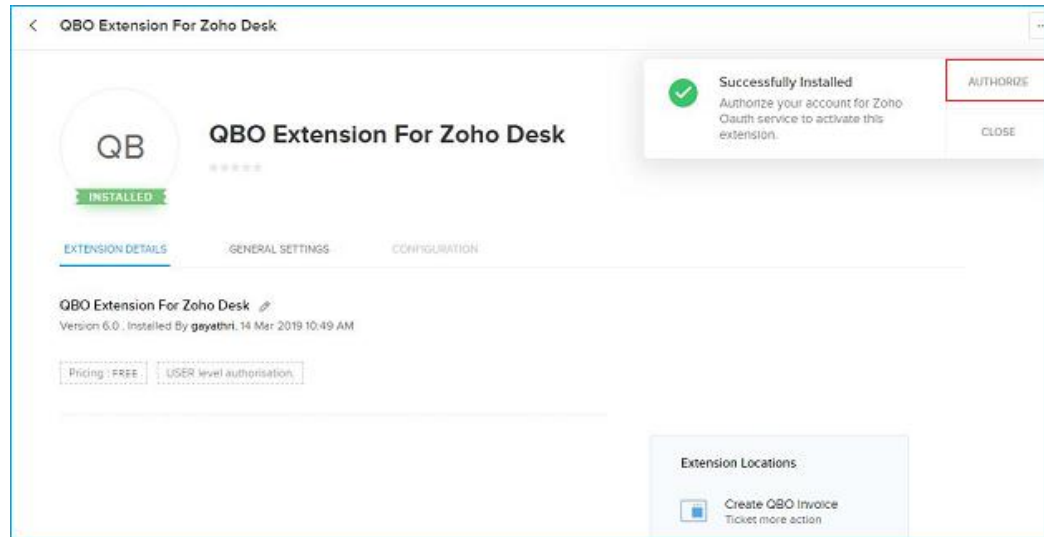 QBO Extension For Zoho Desk
Successfully Installed
Authorize your account for Zoho
Oauth service to activate this
extension.
AUTHORIZE
CLOSE
QB
INSTALLED
QBO Extension For Zoho Desk
EXTENSION DETAILS
GENERAL SETTINGS
CONFIGURATION
QBO Extension For Zoho Desk
Version 6.0 , Installed By gayathri, 14 Mar 2019 10:49 AM
Pricing : FREE
USER level authorisation.
Extension Locations
Create QBO Invoice
Ticket more action